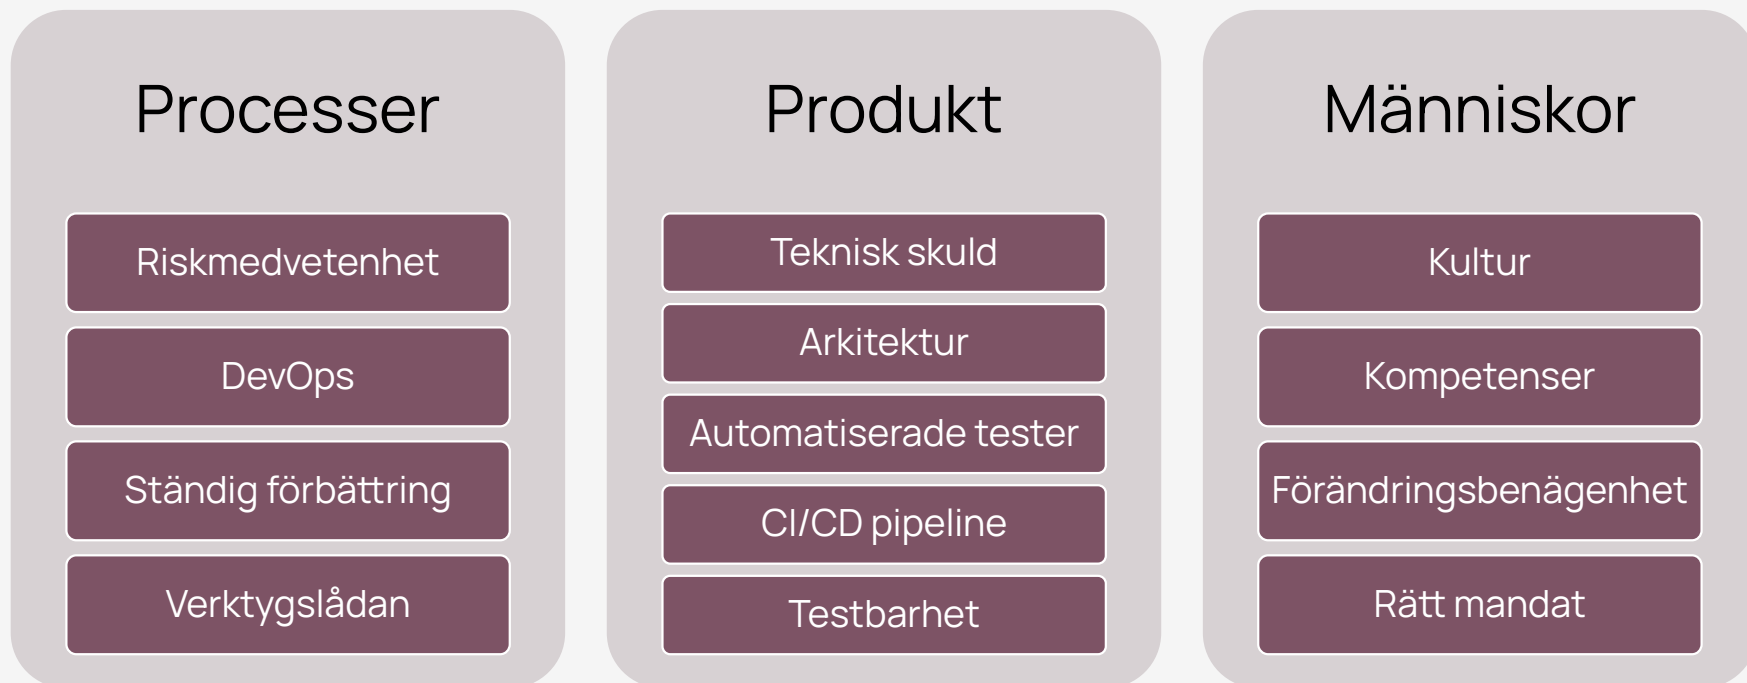 Processer
Riskmedvetenhet
DevOps
Ständig förbättring
Verktygslådan
Produkt
Teknisk skuld
Arkitektur
Automatiserade tester
CI/CD pipeline
Testbarhet
Människor
Kultur
Kompetenser
Förändringsbenägenhet
Rätt mandat